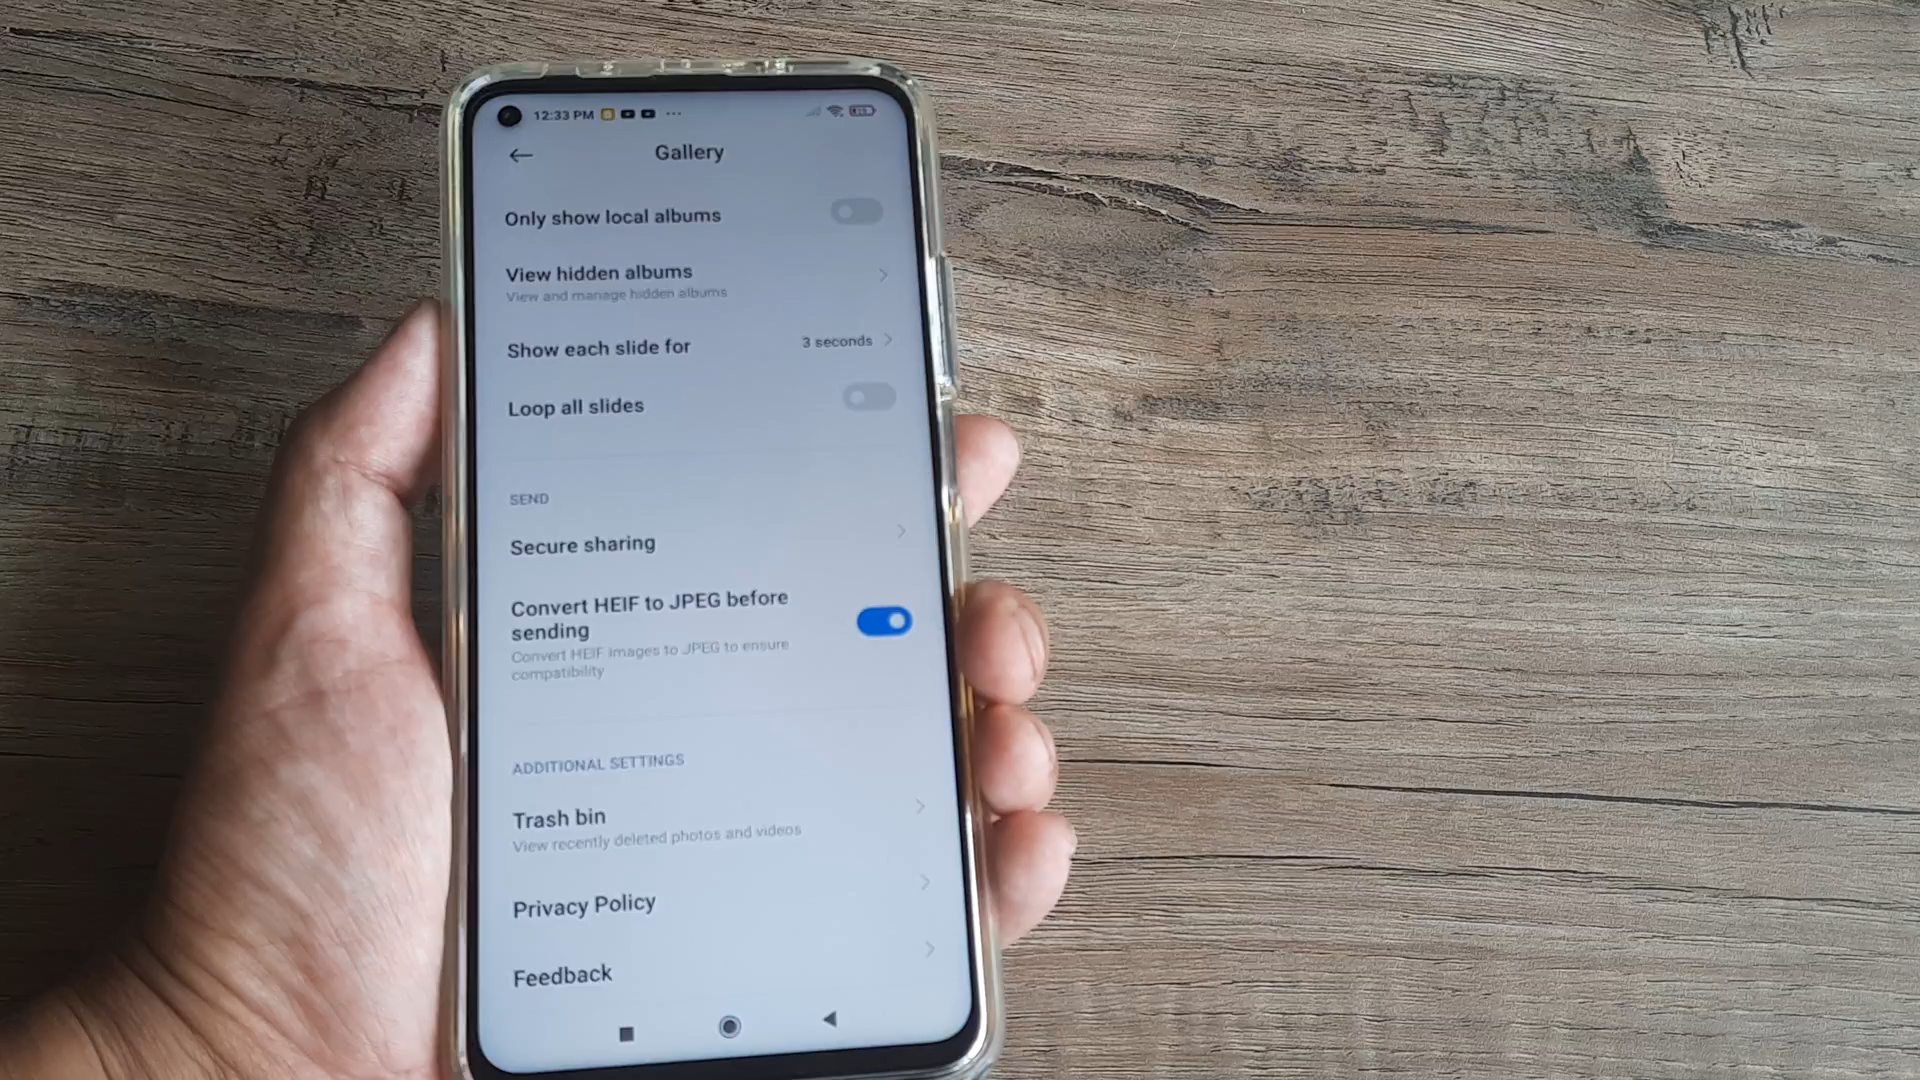 12:33 PM
Gallery
Only show local albums
View hidden albums
View and manage hidden albums
Show each slide for
3 seconds
Loop all slides
SEND
Secure sharing
Convert HEIF to JPEG before
sending
Convert HEIF images to JPEG to ensure
compatibility
ADDITIONAL SETTINGS
Trash bin
View recently deleted photos and videos
Privacy Policy
Feedback